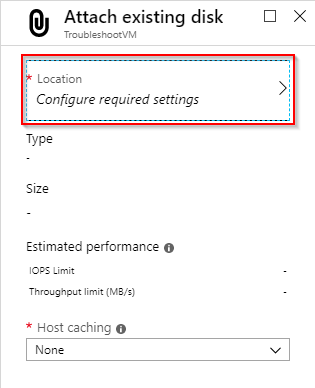 Attach existing disk
TroubleshootVM
* Location
Configure required settings
Type
-
Size
-
Estimated performance
IOPS Limit -
Throughput limit (MB/s) -
* Host caching
None